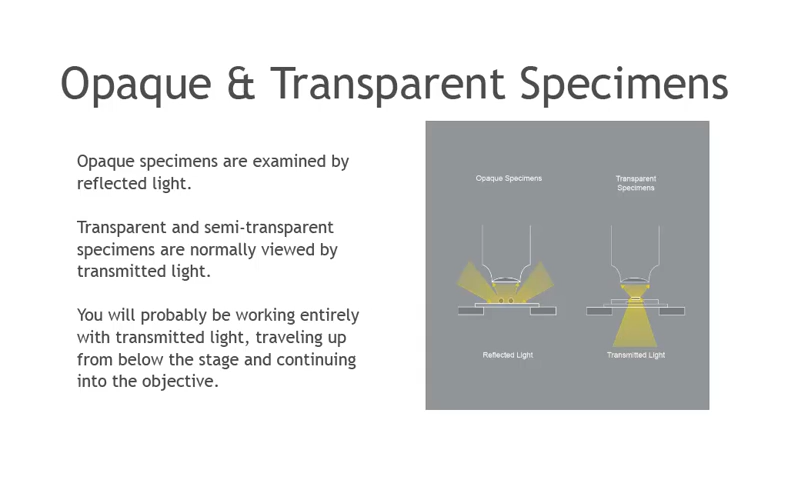 Opaque & Transparent Specimens
Opaque specimens are examined by
reflected light.
Transparent and semi-transparent
specimens are normally viewed by
transmitted light.
You will probably be working entirely
with transmitted light, traveling up
from below the stage and continuing
into the objective.
Opaque Specimens
Transparent
Specimens
Reflected Light
Transmitted Light